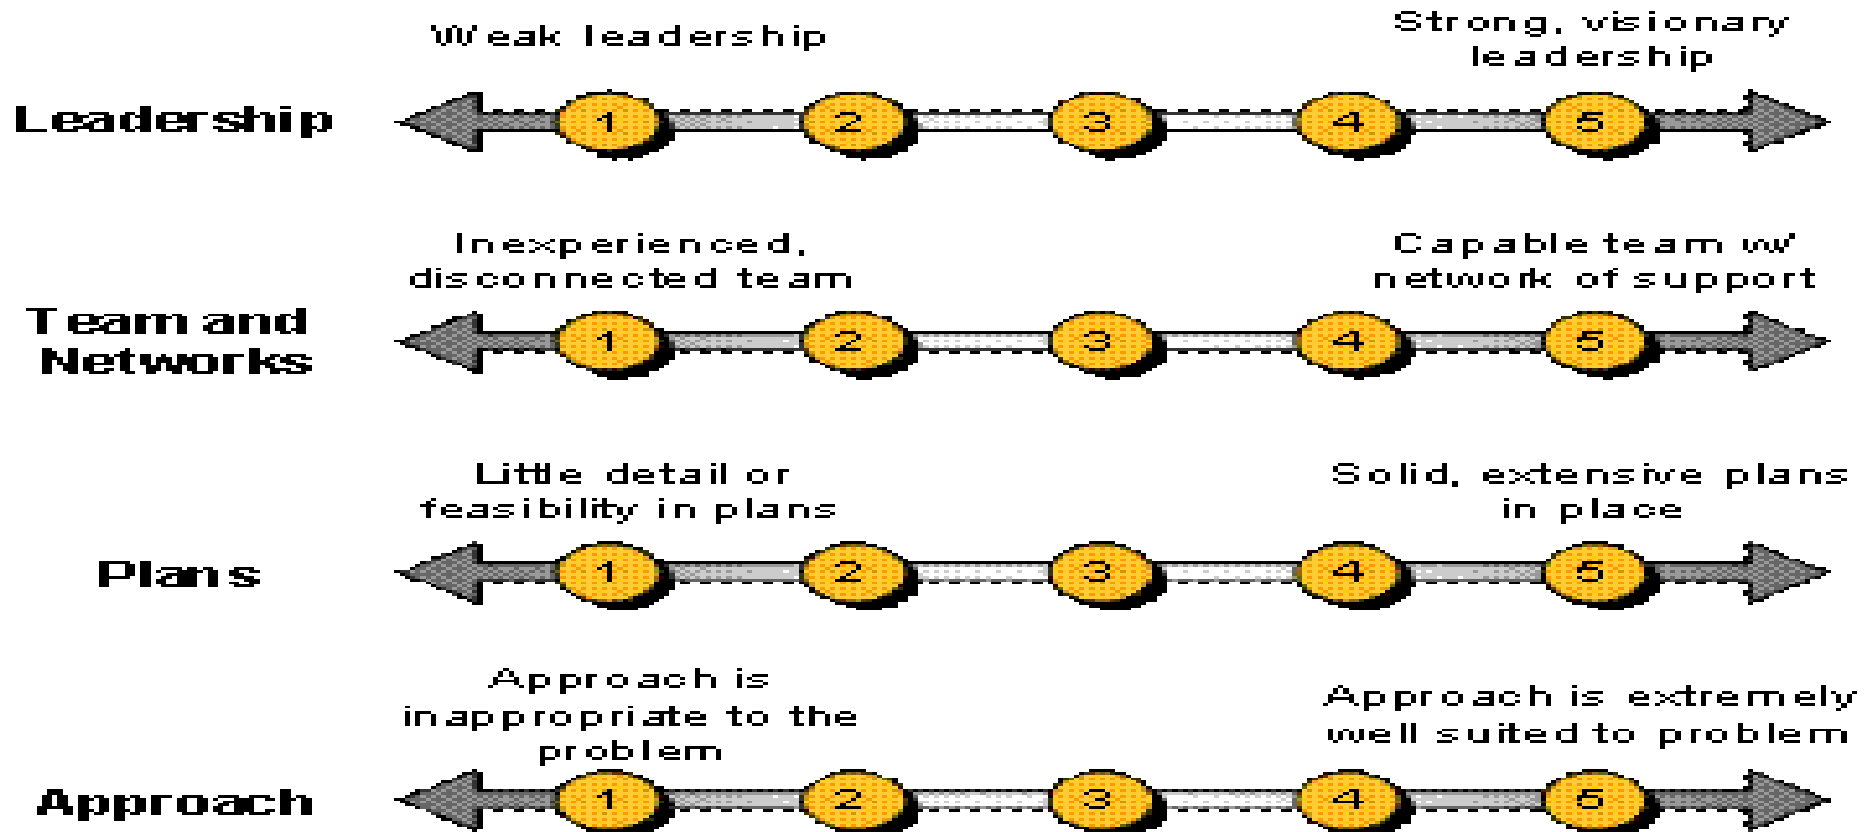 Weak leadership
Strong, visionary
leadership
Leadership
1 2 3 4 5
Inexperienced,
disconnected team
Capable team w/
network of support
Team and
Networks
1 2 3 4 5
Little detail or
feasibility in plans
Solid, extensive plans
in place
Plans
1 2 3 4 5
Approach is
inappropriate to the
problem
Approach is extremely
well suited to problem
Approach
1 2 3 4 5